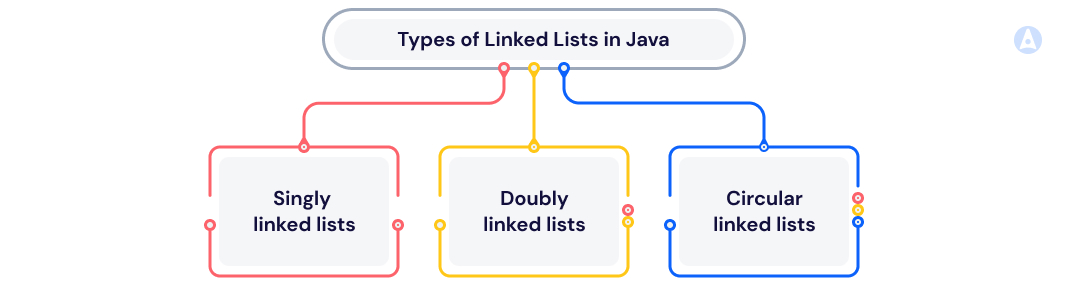 Types of Linked Lists in Java
Singly
linked lists
Doubly
linked lists
Circular
linked lists